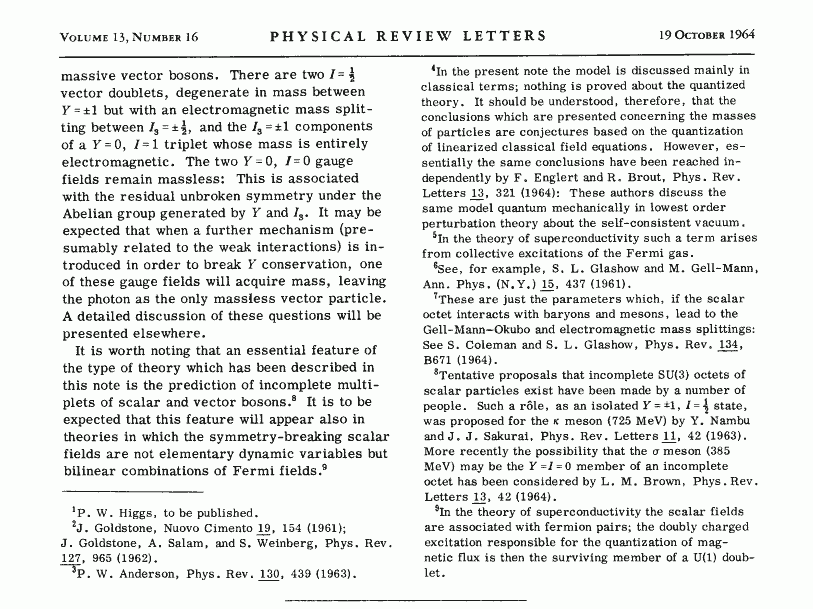 VOLUME 13, NUMBER 16 PHYSICAL REVIEW LETTERS 19 OCTOBER 1964
massive vector bosons. There are two I = ½
vector doublets, degenerate in mass between
Y = ±1 but with an electromagnetic mass split-
ting between I₃ = ±½, and the I₃ = ±1 components
of a Y = 0, I = 1 triplet whose mass is entirely
electromagnetic. The two Y = 0, I = 0 gauge
fields remain massless: This is associated
with the residual unbroken symmetry under the
Abelian group generated by Y and I₃. It may be
expected that when a further mechanism (pre-
sumably related to the weak interactions) is in-
troduced in order to break Y conservation, one
of these gauge fields will acquire mass, leaving
the photon as the only massless vector particle.
A detailed discussion of these questions will be
presented elsewhere.
It is worth noting that an essential feature of
the type of theory which has been described in
this note is the prediction of incomplete multi-
plets of scalar and vector bosons.⁸ It is to be
expected that this feature will appear also in
theories in which the symmetry-breaking scalar
fields are not elementary dynamic variables but
bilinear combinations of Fermi fields.⁹
¹P. W. Higgs, to be published.
²J. Goldstone, Nuovo Cimento 19, 154 (1961);
J. Goldstone, A. Salam, and S. Weinberg, Phys. Rev.
127, 965 (1962).
³P. W. Anderson, Phys. Rev. 130, 439 (1963).
⁴In the present note the model is discussed mainly in
classical terms; nothing is proved about the quantized
theory. It should be understood, therefore, that the
conclusions which are presented concerning the masses
of particles are conjectures based on the quantization
of linearized classical field equations. However, es-
sentially the same conclusions have been reached in-
dependently by F. Englert and R. Brout, Phys. Rev.
Letters 13, 321 (1964): These authors discuss the
same model quantum mechanically in lowest order
perturbation theory about the self-consistent vacuum.
⁵In the theory of superconductivity such a term arises
from collective excitations of the Fermi gas.
⁶See, for example, S. L. Glashow and M. Gell-Mann,
Ann. Phys. (N.Y.) 15, 437 (1961).
⁷These are just the parameters which, if the scalar
octet interacts with baryons and mesons, lead to the
Gell-Mann–Okubo and electromagnetic mass splittings:
See S. Coleman and S. L. Glashow, Phys. Rev. 134,
B671 (1964).
⁸Tentative proposals that incomplete SU(3) octets of
scalar particles exist have been made by a number of
people. Such a rôle, as an isolated Y = ±1, I = ½ state,
was proposed for the κ meson (725 MeV) by Y. Nambu
and J. J. Sakurai, Phys. Rev. Letters 11, 42 (1963).
More recently the possibility that the σ meson (385
MeV) may be the Y = I = 0 member of an incomplete
octet has been considered by L. M. Brown, Phys. Rev.
Letters 13, 42 (1964).
⁹In the theory of superconductivity the scalar fields
are associated with fermion pairs; the doubly charged
excitation responsible for the quantization of mag-
netic flux is then the surviving member of a U(1) doub-
let.